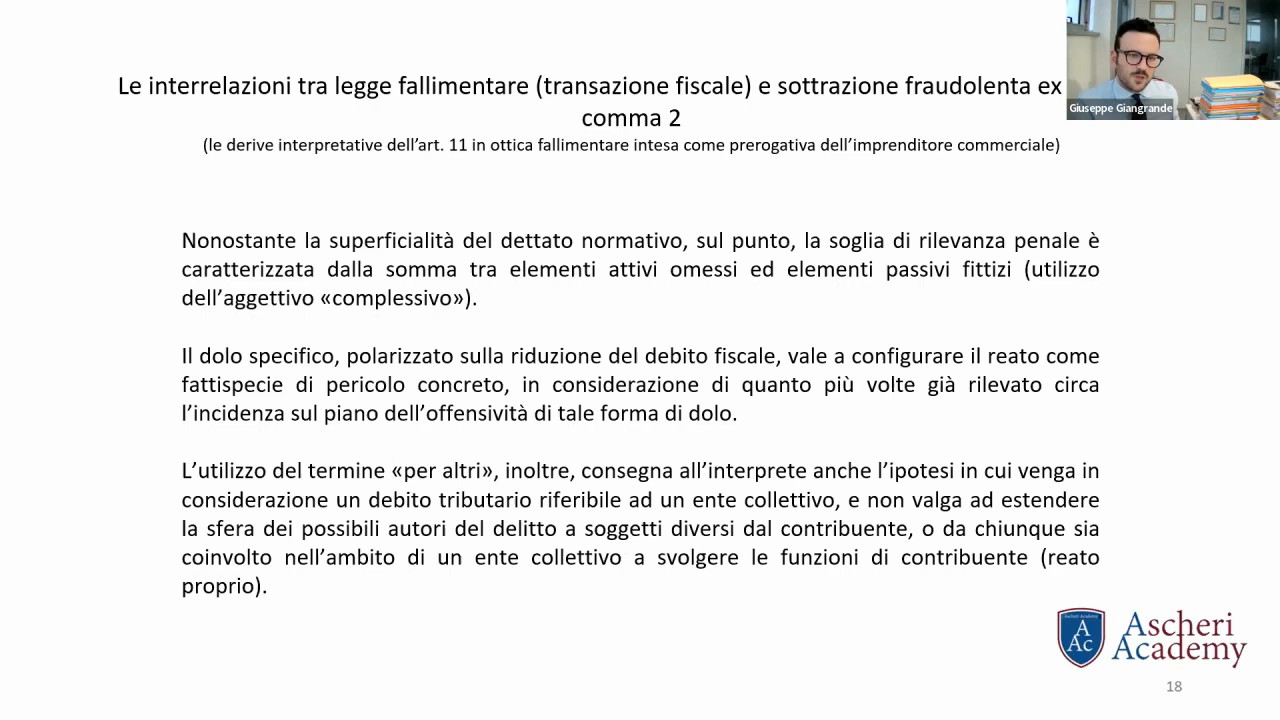 Le interrelazioni tra legge fallimentare (transazione fiscale) e sottrazione fraudolenta ex
comma 2
(le derive interpretative dell’art. 11 in ottica fallimentare intesa come prerogativa dell’imprenditore commerciale)
Giuseppe Giangrande
Nonostante la superficialità del dettato normativo, sul punto, la soglia di rilevanza penale è
caratterizzata dalla somma tra elementi attivi omessi ed elementi passivi fittizi (utilizzo
dell’aggettivo «complessivo»).
Il dolo specifico, polarizzato sulla riduzione del debito fiscale, vale a configurare il reato come
fattispecie di pericolo concreto, in considerazione di quanto più volte già rilevato circa
l’incidenza sul piano dell’offensività di tale forma di dolo.
L’utilizzo del termine «per altri», inoltre, consegna all’interprete anche l’ipotesi in cui venga in
considerazione un debito tributario riferibile ad un ente collettivo, e non valga ad estendere
la sfera dei possibili autori del delitto a soggetti diversi dal contribuente, o da chiunque sia
coinvolto nell’ambito di un ente collettivo a svolgere le funzioni di contribuente (reato
proprio).
A
Ac
Ascheri
Academy
18